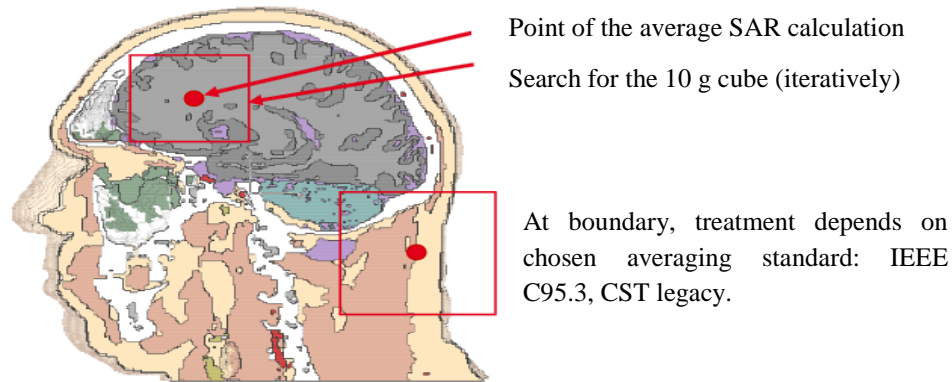 Point of the average SAR calculation
Search for the 10 g cube (iteratively)
At boundary, treatment depends on
chosen averaging standard: IEEE
C95.3, CST legacy.